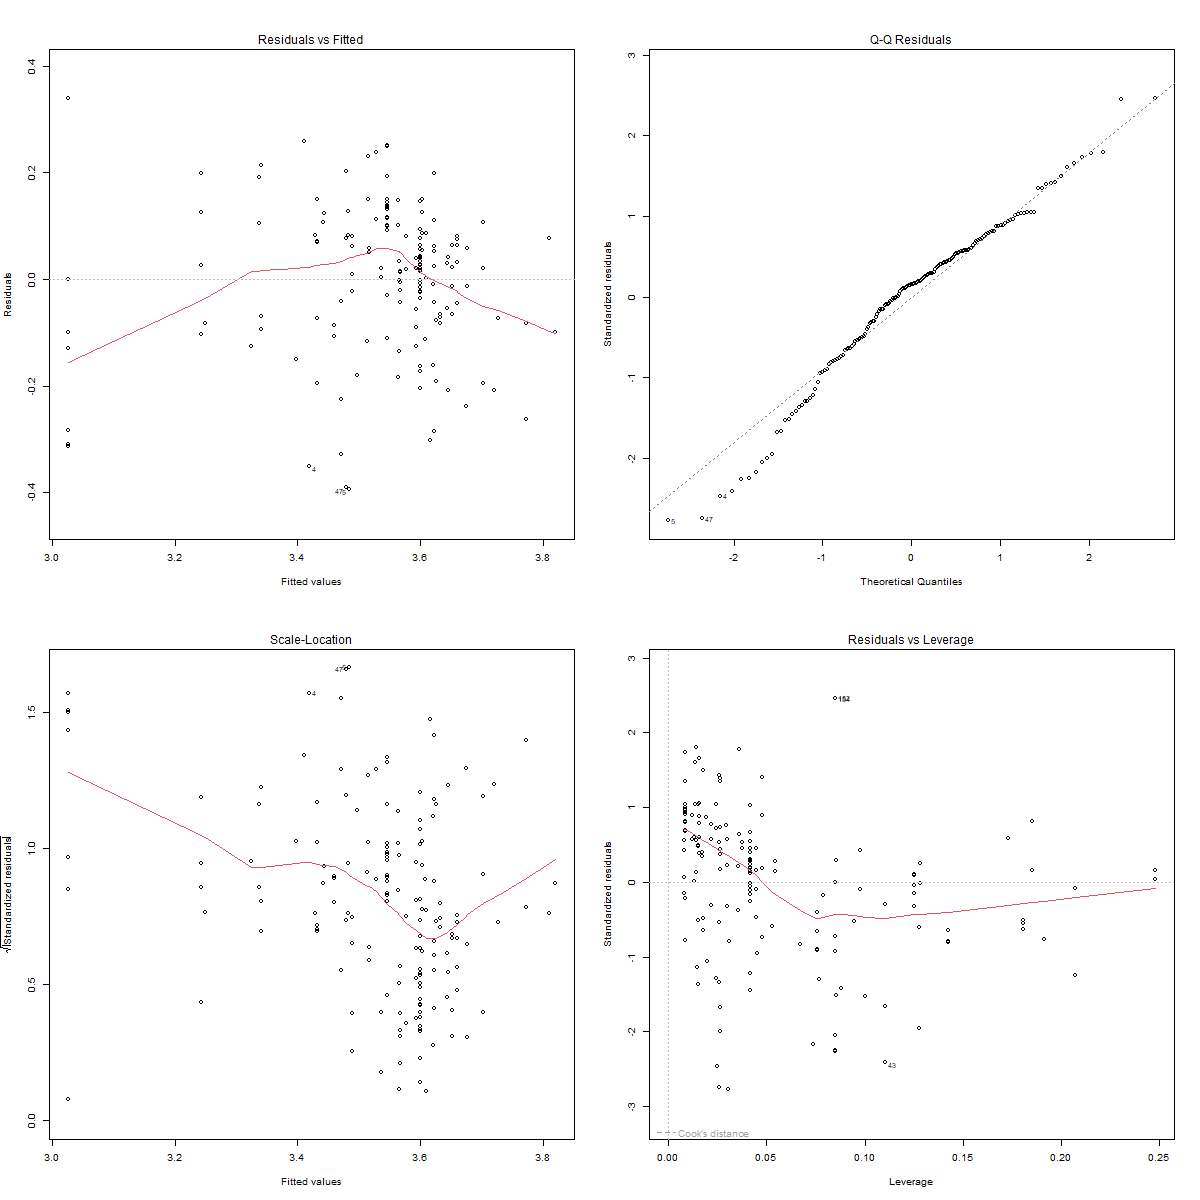 Residuals vs Fitted
0.4
0.2
0.0
-0.2
-0.4
Residuals
4
3.0 3.2 3.4 3.6 3.8
Fitted values
Q-Q Residuals
3
2
1
0
-1
-2
Standardized residuals
4
47
5
-2 -1 0 1 2
Theoretical Quantiles
Scale-Location
1.5
1.0
0.5
0.0
√|Standardized residuals|
47
4
3.0 3.2 3.4 3.6 3.8
Fitted values
Residuals vs Leverage
3
2
1
0
-1
-2
-3
Standardized residuals
43
Cook's distance
0.00 0.05 0.10 0.15 0.20 0.25
Leverage